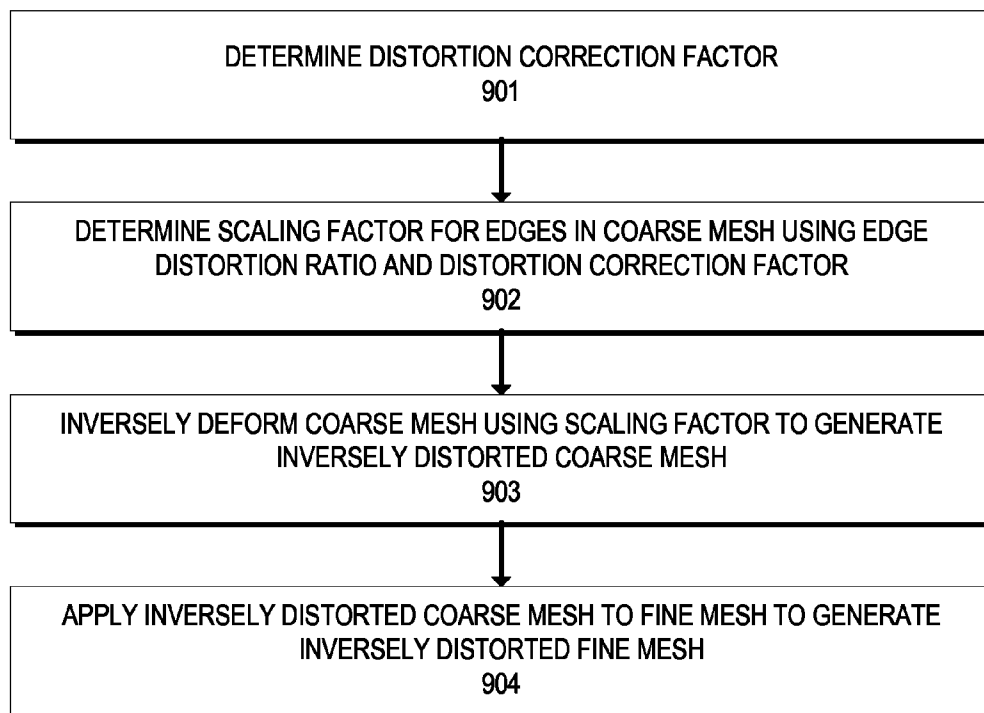 DETERMINE DISTORTION CORRECTION FACTOR
901
DETERMINE SCALING FACTOR FOR EDGES IN COARSE MESH USING EDGE
DISTORTION RATIO AND DISTORTION CORRECTION FACTOR
902
INVERSELY DEFORM COARSE MESH USING SCALING FACTOR TO GENERATE
INVERSELY DISTORTED COARSE MESH
903
APPLY INVERSELY DISTORTED COARSE MESH TO FINE MESH TO GENERATE
INVERSELY DISTORTED FINE MESH
904